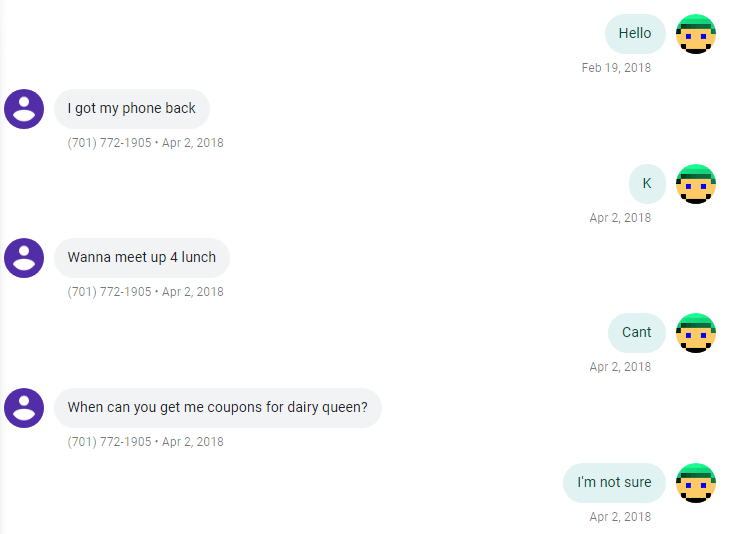 Hello
Feb 19, 2018
I got my phone back
(701) 772-1905 • Apr 2, 2018
K
Apr 2, 2018
Wanna meet up 4 lunch
(701) 772-1905 • Apr 2, 2018
Cant
Apr 2, 2018
When can you get me coupons for dairy queen?
(701) 772-1905 • Apr 2, 2018
I'm not sure
Apr 2, 2018